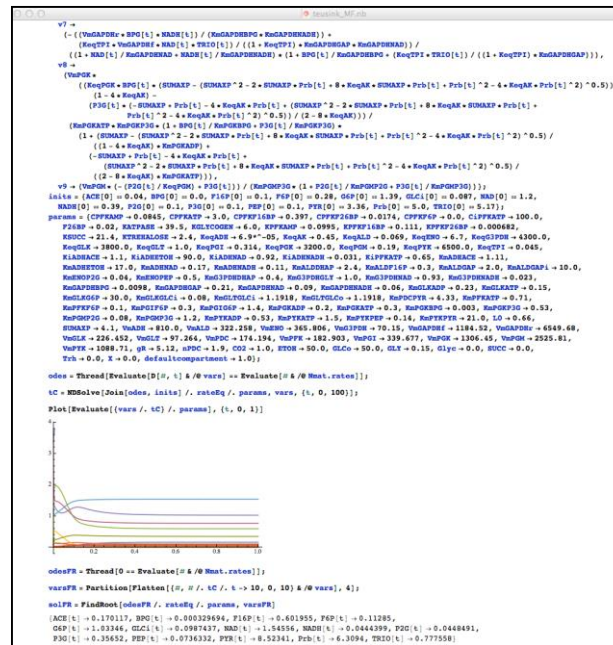 teusink_MF.nb
v7 →
(-((VmGAPDHr * BPG[t] * NADH[t]) / (KmGAPDHBPG * KmGAPDHNADH)) +
(KeqTPI * VmGAPDHf * NAD[t] * TRIO[t]) / ((1 + KeqTPI) * KmGAPDHGAP * KmGAPDHNAD)) /
((1 + NAD[t] / KmGAPDHNAD + NADH[t] / KmGAPDHNADH) * (1 + BPG[t] / KmGAPDHBPG + (KeqTPI * TRIO[t]) / ((1 + KeqTPI) * KmGAPDHGAP))),
v8 →
(VmPGK *
((KeqPGK * BPG[t] * (SUMAXP - (SUMAXP^2 - 2 * SUMAXP * Prb[t] + 8 * KeqAK * SUMAXP * Prb[t] + Prb[t]^2 - 4 * KeqAK * Prb[t]^2)^0.5)) /
(1 - 4 * KeqAK) -
(P3G[t] * (-SUMAXP + Prb[t] - 4 * KeqAK * Prb[t] + (SUMAXP^2 - 2 * SUMAXP * Prb[t] + 8 * KeqAK * SUMAXP * Prb[t] +
Prb[t]^2 - 4 * KeqAK * Prb[t]^2)^0.5)) / (2 - 8 * KeqAK))) /
(KmPGKATP * KmPGKP3G * (1 + BPG[t] / KmPGKBPG + P3G[t] / KmPGKP3G) *
(1 + (SUMAXP - (SUMAXP^2 - 2 * SUMAXP * Prb[t] + 8 * KeqAK * SUMAXP * Prb[t] + Prb[t]^2 - 4 * KeqAK * Prb[t]^2)^0.5) /
((1 - 4 * KeqAK) * KmPGKADP) +
(-SUMAXP + Prb[t] - 4 * KeqAK * Prb[t] +
(SUMAXP^2 - 2 * SUMAXP * Prb[t] + 8 * KeqAK * SUMAXP * Prb[t] + Prb[t]^2 - 4 * KeqAK * Prb[t]^2)^0.5) /
((2 - 8 * KeqAK) * KmPGKATP))),
v9 → (VmPGM * (-(P2G[t] / KeqPGM) + P3G[t])) / (KmPGMP3G * (1 + P2G[t] / KmPGMP2G + P3G[t] / KmPGMP3G))};
inits = {ACE[0] == 0.04, BPG[0] == 0.0, F16P[0] == 0.1, F6P[0] == 0.28, G6P[0] == 1.39, GLCi[0] == 0.087, NAD[0] == 1.2,
NADH[0] == 0.39, P2G[0] == 0.1, P3G[0] == 0.1, PEP[0] == 0.1, PYR[0] == 3.36, Prb[0] == 5.0, TRIO[0] == 5.17};
params = {CPFKAMP → 0.0845, CPFKATP → 3.0, CPFKF16BP → 0.397, CPFKF26BP → 0.0174, CPFKF6P → 0.0, CiPFKATP → 100.0,
F26BP → 0.02, KATPASE → 39.5, KGLYCOGEN → 6.0, KPFKAMP → 0.0995, KPFKF16BP → 0.111, KPFKF26BP → 0.000682,
KSUCC → 21.4, KTREHALOSE → 2.4, KeqADH → 6.9*^-05, KeqAK → 0.45, KeqALD → 0.069, KeqENO → 6.7, KeqG3PDH → 4300.0,
KeqGLK → 3800.0, KeqGLT → 1.0, KeqPGI → 0.314, KeqPGK → 3200.0, KeqPGM → 0.19, KeqPYK → 6500.0, KeqTPI → 0.045,
KiADHACE → 1.1, KiADHETOH → 90.0, KiADHNAD → 0.92, KiADHNADH → 0.031, KiPFKATP → 0.65, KmADHACE → 1.11,
KmADHETOH → 17.0, KmADHNAD → 0.17, KmADHNADH → 0.11, KmALDDHAP → 2.4, KmALDF16P → 0.3, KmALDGAP → 2.0, KmALDGAPi → 10.0,
KmENOP2G → 0.04, KmENOPEP → 0.5, KmG3PDHDHAP → 0.4, KmG3PDHGLY → 1.0, KmG3PDHNAD → 0.93, KmG3PDHNADH → 0.023,
KmGAPDHBPG → 0.0098, KmGAPDHGAP → 0.21, KmGAPDHNAD → 0.09, KmGAPDHNADH → 0.06, KmGLKADP → 0.23, KmGLKATP → 0.15,
KmGLKG6P → 30.0, KmGLKGLCi → 0.08, KmGLTGLCi → 1.1918, KmGLTGLCo → 1.1918, KmPDCPYR → 4.33, KmPFKATP → 0.71,
KmPFKF6P → 0.1, KmPGIF6P → 0.3, KmPGIG6P → 1.4, KmPGKADP → 0.2, KmPGKATP → 0.3, KmPGKBPG → 0.003, KmPGKP3G → 0.53,
KmPGMP2G → 0.08, KmPGMP3G → 1.2, KmPYKADP → 0.53, KmPYKATP → 1.5, KmPYKPEP → 0.14, KmPYKPYR → 21.0, L0 → 0.66,
SUMAXP → 4.1, VmADH → 810.0, VmALD → 322.258, VmENO → 365.806, VmG3PDH → 70.15, VmGAPDHf → 1184.52, VmGAPDHr → 6549.68,
VmGLK → 226.452, VmGLT → 97.264, VmPDC → 174.194, VmPFK → 182.903, VmPGI → 339.677, VmPGK → 1306.45, VmPGM → 2525.81,
VmPYK → 1088.71, gR → 5.12, nPDC → 1.9, CO2 → 1.0, ETOH → 50.0, GLCo → 50.0, GLY → 0.15, Glyc → 0.0, SUCC → 0.0,
Trh → 0.0, X → 0.0, defaultcompartment → 1.0};
odes = Thread[Evaluate[D[#, t] & /@ vars] == Evaluate[# & /@ Nmat.rates]];
tC = NDSolve[Join[odes, inits] /. rateEq /. params, vars, {t, 0, 100}];
Plot[Evaluate[(vars /. tC) /. params], {t, 0, 1}]
4
3
2
1
0.2 0.4 0.6 0.8 1.0
odesFR = Thread[0 == Evaluate[# & /@ Nmat.rates]];
varsFR = Partition[Flatten[{#, # /. tC /. t -> 10, 0, 10} & /@ vars], 4];
solFR = FindRoot[odesFR /. rateEq /. params, varsFR]
{ACE[t] → 0.170117, BPG[t] → 0.000329694, F16P[t] → 0.601955, F6P[t] → 0.11285,
G6P[t] → 1.03346, GLCi[t] → 0.0987437, NAD[t] → 1.54556, NADH[t] → 0.0444399, P2G[t] → 0.0448491,
P3G[t] → 0.35652, PEP[t] → 0.0736332, PYR[t] → 8.52341, Prb[t] → 6.3094, TRIO[t] → 0.777558}